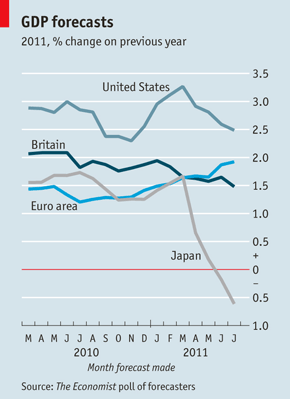 GDP forecasts
2011, % change on previous year
3.5
United States
3.0
2.5
Britain
2.0
1.5
Euro area
1.0
0.5
Japan
+
0
–
0.5
1.0
M A M J J A S O N D J F M A M J J
2010 2011
Month forecast made
Source: The Economist poll of forecasters